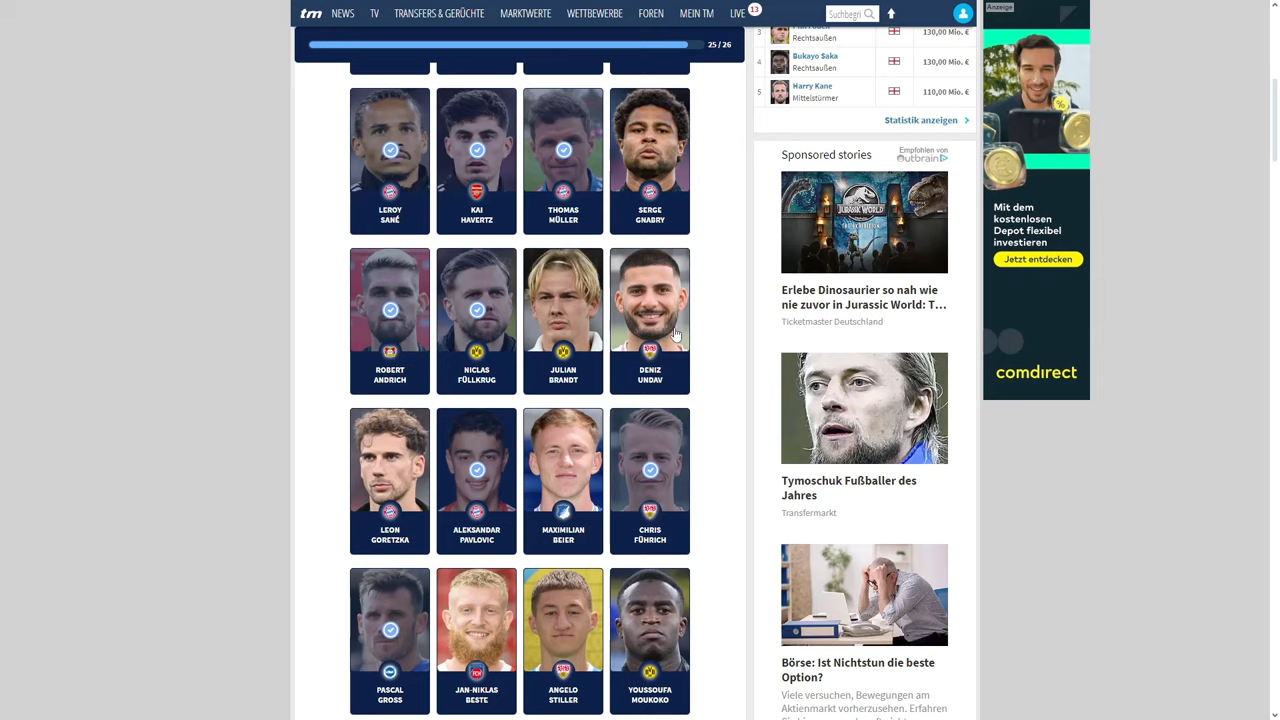 tm NEWS TV TRANSFERS & GERÜCHTE MARKTWERTE WETTBEWERBE FOREN MEIN TM LIVE 13
Suchbegri
25 / 26
LEROY
SANÉ
KAI
HAVERTZ
THOMAS
MÜLLER
SERGE
GNABRY
ROBERT
ANDRICH
NICLAS
FÜLLKRUG
JULIAN
BRANDT
DENIZ
UNDAV
LEON
GORETZKA
ALEKSANDAR
PAVLOVIC
MAXIMILIAN
BEIER
CHRIS
FÜHRICH
PASCAL
GROSS
JAN-NIKLAS
BESTE
ANGELO
STILLER
YOUSSOUFA
MOUKOKO
3 Rechtsaußen 130,00 Mio. €
4 Bukayo Saka 130,00 Mio. €
Rechtsaußen
5 Harry Kane 110,00 Mio. €
Mittelstürmer
Statistik anzeigen
Sponsored stories
Empfohlen von
Outbrain
JURASSIC WORLD
THE EXHIBITION
Erlebe Dinosaurier so nah wie
nie zuvor in Jurassic World: T...
Ticketmaster Deutschland
Tymoschuk Fußballer des
Jahres
Transfermarkt
Börse: Ist Nichtstun die beste
Option?
Viele versuchen, Bewegungen am
Aktienmarkt vorherzusehen. Erfahren
Anzeige
%
Mit dem
kostenlosen
Depot flexibel
investieren
Jetzt entdecken
comdirect